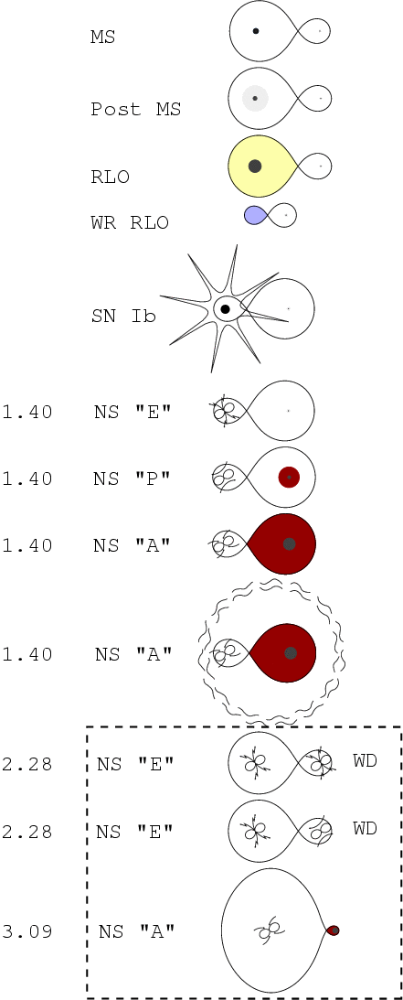 MS
Post MS
RLO
WR RLO
SN Ib
1.40 NS "E"
1.40 NS "P"
1.40 NS "A"
1.40 NS "A"
2.28 NS "E" WD
2.28 NS "E" WD
3.09 NS "A"